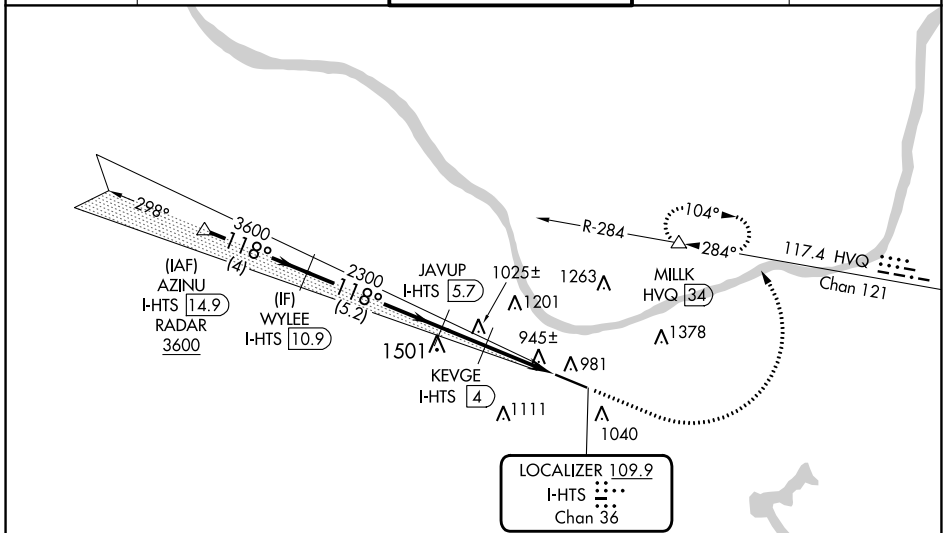 298°
3600
118°
(4)
2300
118°
(5.2)
(IAF)
AZINU
I-HTS 14.9
RADAR
3600
(IF)
WYLEE
I-HTS 10.9
JAVUP
I-HTS 5.7
1025±
1201
1263
R-284
104°
284°
117.4 HVQ
Chan 121
MILLK
HVQ 34
1378
1501
945±
981
KEVGE
I-HTS 4
1111
1040
LOCALIZER 109.9
I-HTS
Chan 36